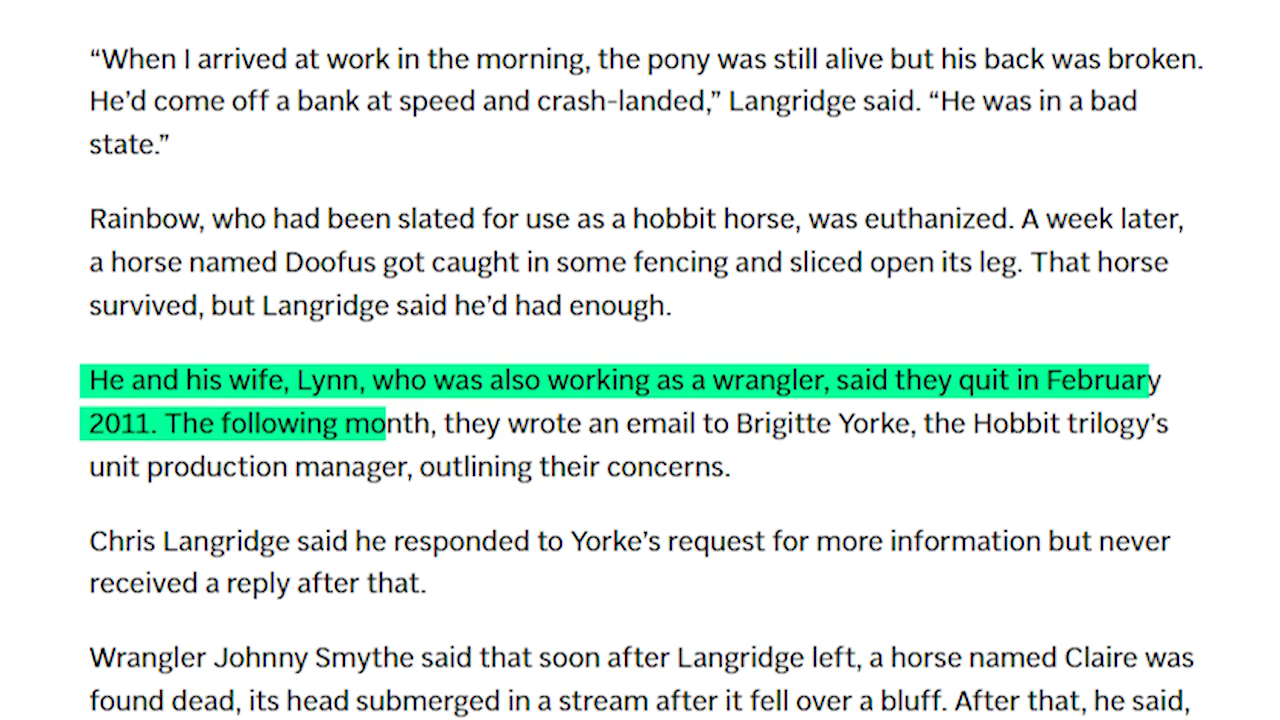 “When I arrived at work in the morning, the pony was still alive but his back was broken.
He’d come off a bank at speed and crash-landed,” Langridge said. “He was in a bad
state.”
Rainbow, who had been slated for use as a hobbit horse, was euthanized. A week later,
a horse named Doofus got caught in some fencing and sliced open its leg. That horse
survived, but Langridge said he’d had enough.
He and his wife, Lynn, who was also working as a wrangler, said they quit in February
2011. The following month, they wrote an email to Brigitte Yorke, the Hobbit trilogy’s
unit production manager, outlining their concerns.
Chris Langridge said he responded to Yorke’s request for more information but never
received a reply after that.
Wrangler Johnny Smythe said that soon after Langridge left, a horse named Claire was
found dead, its head submerged in a stream after it fell over a bluff. After that, he said,